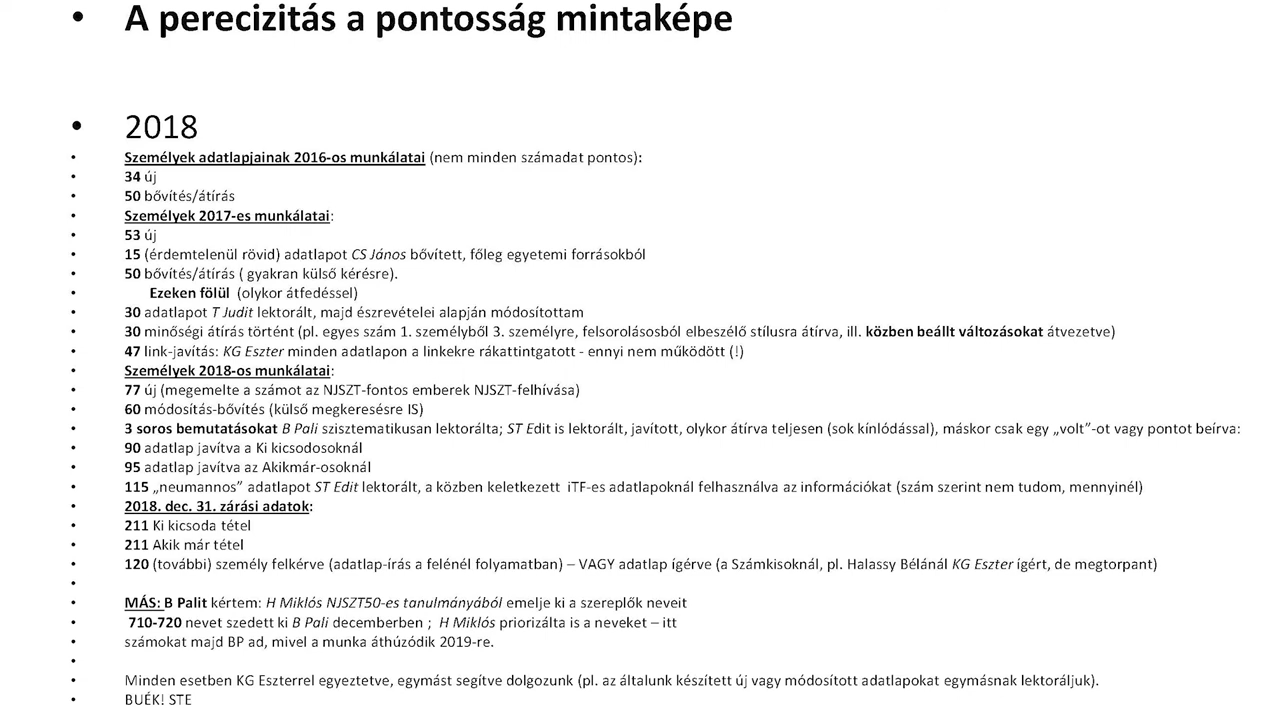 • A perecizitás a pontosság mintaképe
• 2018
• Személyek adatlapjainak 2016-os munkálatai (nem minden számadat pontos):
• 34 új
• 50 bővítés/átírás
• Személyek 2017-es munkálatai:
• 53 új
• 15 (érdemtelenül rövid) adatlapot CS János bővített, főleg egyetemi forrásokból
• 50 bővítés/átírás ( gyakran külső kérésre).
• Ezeken fölül (olykor átfedéssel)
• 30 adatlapot T Judit lektorált, majd észrevételei alapján módosítottam
• 30 minőségi átírás történt (pl. egyes szám 1. személyből 3. személyre, felsorolásosból elbeszélő stílusra átírva, ill. közben beállt változásokat átvezetve)
• 47 link-javítás: KG Eszter minden adatlapon a linkekre rákattintgatott - ennyi nem működött (!)
• Személyek 2018-os munkálatai:
• 77 új (megemelte a számot az NJSZT-fontos emberek NJSZT-felhívása)
• 60 módosítás-bővítés (külső megkeresésre IS)
• 3 soros bemutatásokat B Pali szisztematikusan lektorálta; ST Edit is lektorált, javított, olykor átírva teljesen (sok kínlódással), máskor csak egy „volt”-ot vagy pontot beírva:
• 90 adatlap javítva a Ki kicsodosoknál
• 95 adatlap javítva az Akikmár-osoknál
• 115 „neumannos” adatlapot ST Edit lektorált, a közben keletkezett iTF-es adatlapoknál felhasználva az információkat (szám szerint nem tudom, mennyinél)
• 2018. dec. 31. zárási adatok:
• 211 Ki kicsoda tétel
• 211 Akik már tétel
• 120 (további) személy felkérve (adatlap-írás a felénél folyamatban) – VAGY adatlap ígérve (a Számkisoknál, pl. Halassy Bélánál KG Eszter ígért, de megtorpant)
•
• MÁS: B Palit kértem: H Miklós NJSZT50-es tanulmányából emelje ki a szereplők neveit
• 710-720 nevet szedett ki B Pali decemberben ; H Miklós priorizálta is a neveket – itt
• számokat majd BP ad, mivel a munka áthúzódik 2019-re.
•
• Minden esetben KG Eszterrel egyeztetve, egymást segítve dolgozunk (pl. az általunk készített új vagy módosított adatlapokat egymásnak lektoráljuk).
• BUÉK! STE